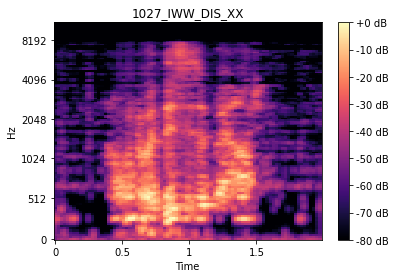 1027_IWW_DIS_XX
Hz
8192
4096
2048
1024
512
0
0
0.5
1
1.5
Time
+0 dB
-10 dB
-20 dB
-30 dB
-40 dB
-50 dB
-60 dB
-70 dB
-80 dB